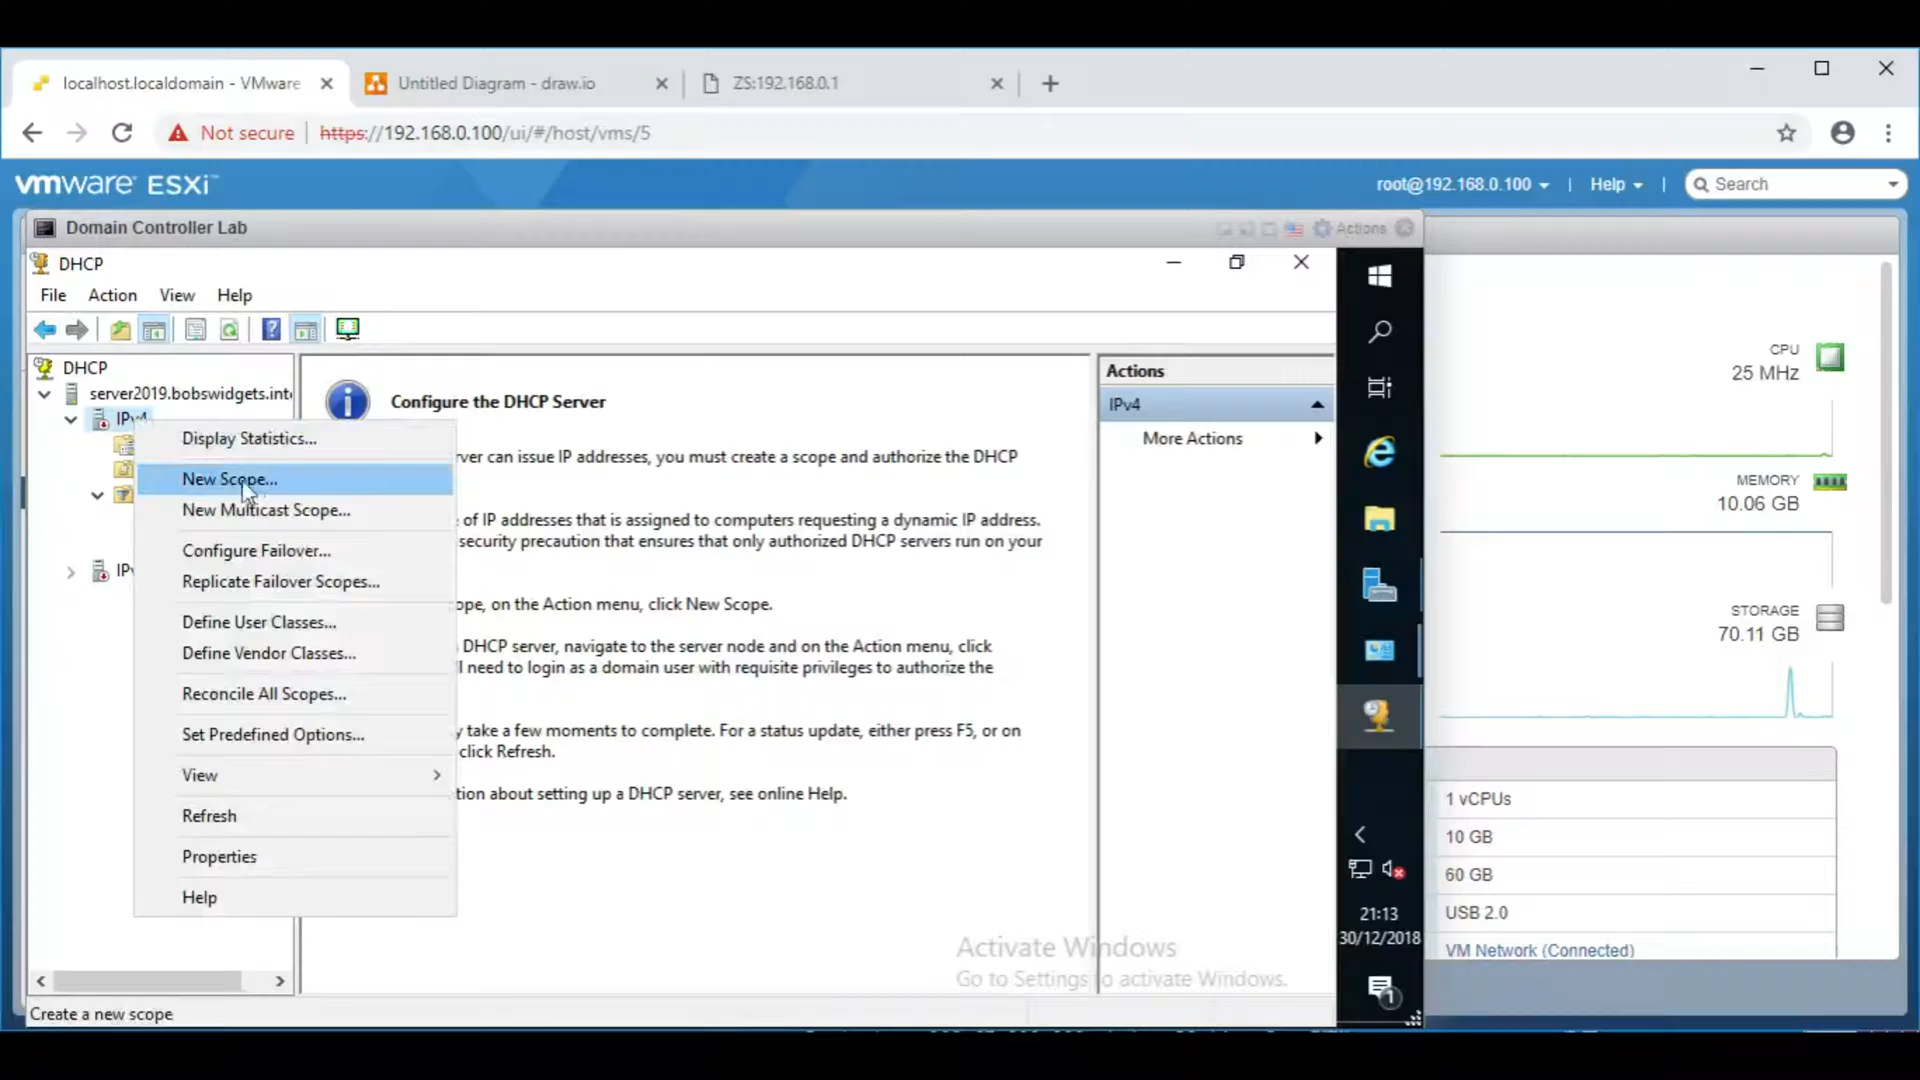 localhost.localdomain - VMware
Untitled Diagram - draw.io
ZS:192.168.0.1
Not secure
https://192.168.0.100/ui/#/host/vms/5
vmware ESXi™
root@192.168.0.100
Help
Search
Domain Controller Lab
Actions
DHCP
File Action View Help
DHCP
server2019.bobswidgets.inte
IPv4
IPv
Display Statistics...
New Scope...
New Multicast Scope...
Configure Failover...
Replicate Failover Scopes...
Define User Classes...
Define Vendor Classes...
Reconcile All Scopes...
Set Predefined Options...
View
Refresh
Properties
Help
Configure the DHCP Server
ver can issue IP addresses, you must create a scope and authorize the DHCP
of IP addresses that is assigned to computers requesting a dynamic IP address.
security precaution that ensures that only authorized DHCP servers run on your
ope, on the Action menu, click New Scope.
DHCP server, navigate to the server node and on the Action menu, click
need to login as a domain user with requisite privileges to authorize the
take a few moments to complete. For a status update, either press F5, or on
click Refresh.
tion about setting up a DHCP server, see online Help.
Actions
IPv4
More Actions
Activate Windows
Go to Settings to activate Windows.
Create a new scope
21:13
30/12/2018
1
CPU
25 MHz
MEMORY
10.06 GB
STORAGE
70.11 GB
1 vCPUs
10 GB
60 GB
USB 2.0
VM Network (Connected)